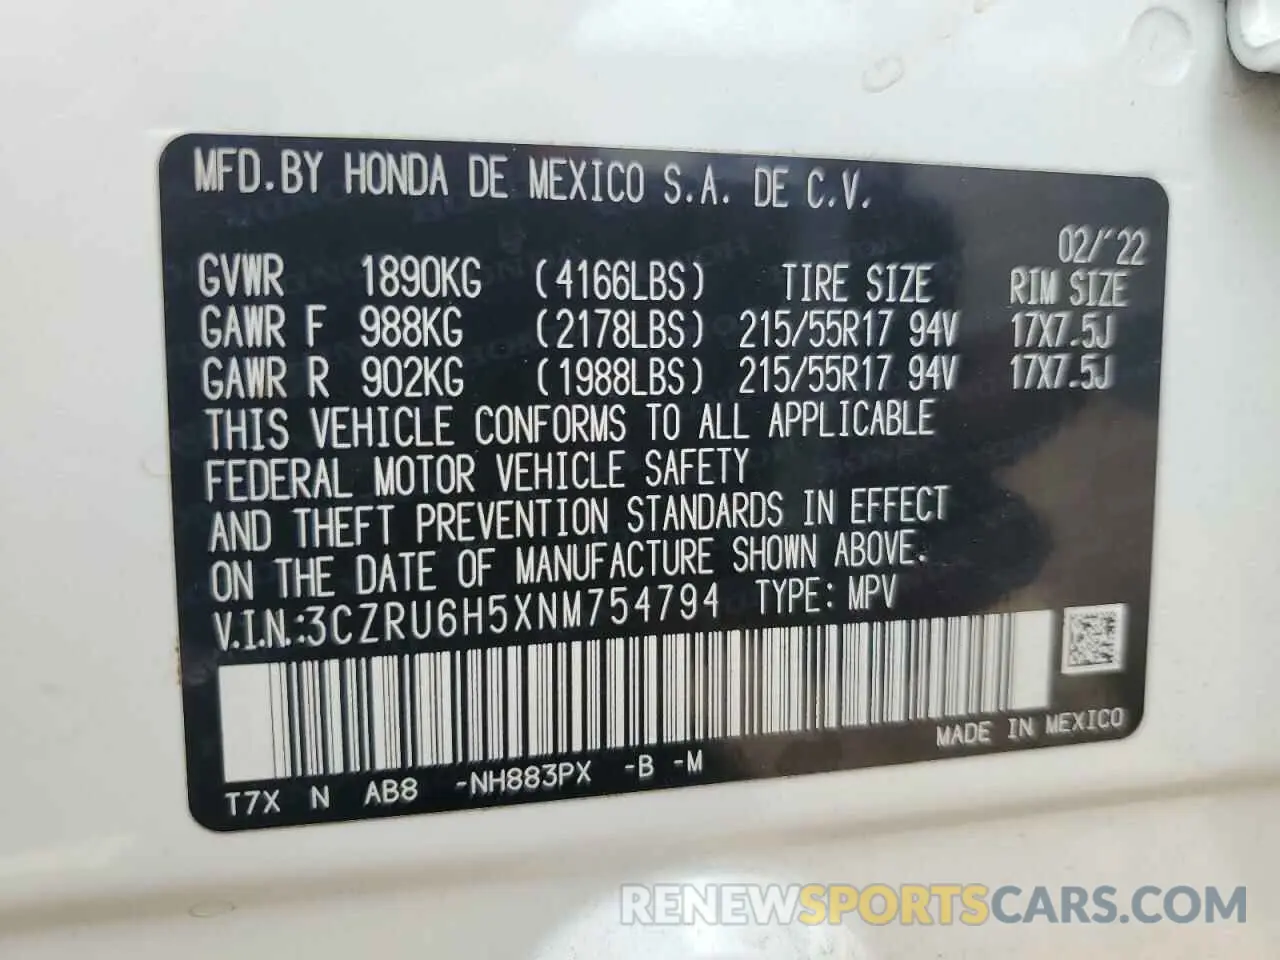 MFD.BY HONDA DE MEXICO S.A. DE C.V.
02/'22
GVWR 1890KG (4166LBS) TIRE SIZE RIM SIZE
GAWR F 988KG (2178LBS) 215/55R17 94V 17X7.5J
GAWR R 902KG (1988LBS) 215/55R17 94V 17X7.5J
THIS VEHICLE CONFORMS TO ALL APPLICABLE
FEDERAL MOTOR VEHICLE SAFETY
AND THEFT PREVENTION STANDARDS IN EFFECT
ON THE DATE OF MANUFACTURE SHOWN ABOVE.
V.I.N.:3CZRU6H5XNM754794 TYPE: MPV
MADE IN MEXICO
T7X N AB8 -NH883PX -B -M
RENEWSPORTSCARS.COM